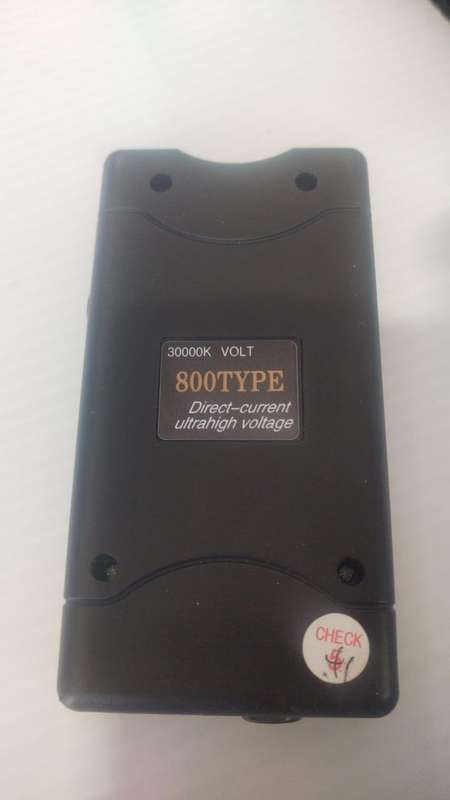 30000K VOLT
800TYPE
Direct-current
ultrahigh voltage
CHECK